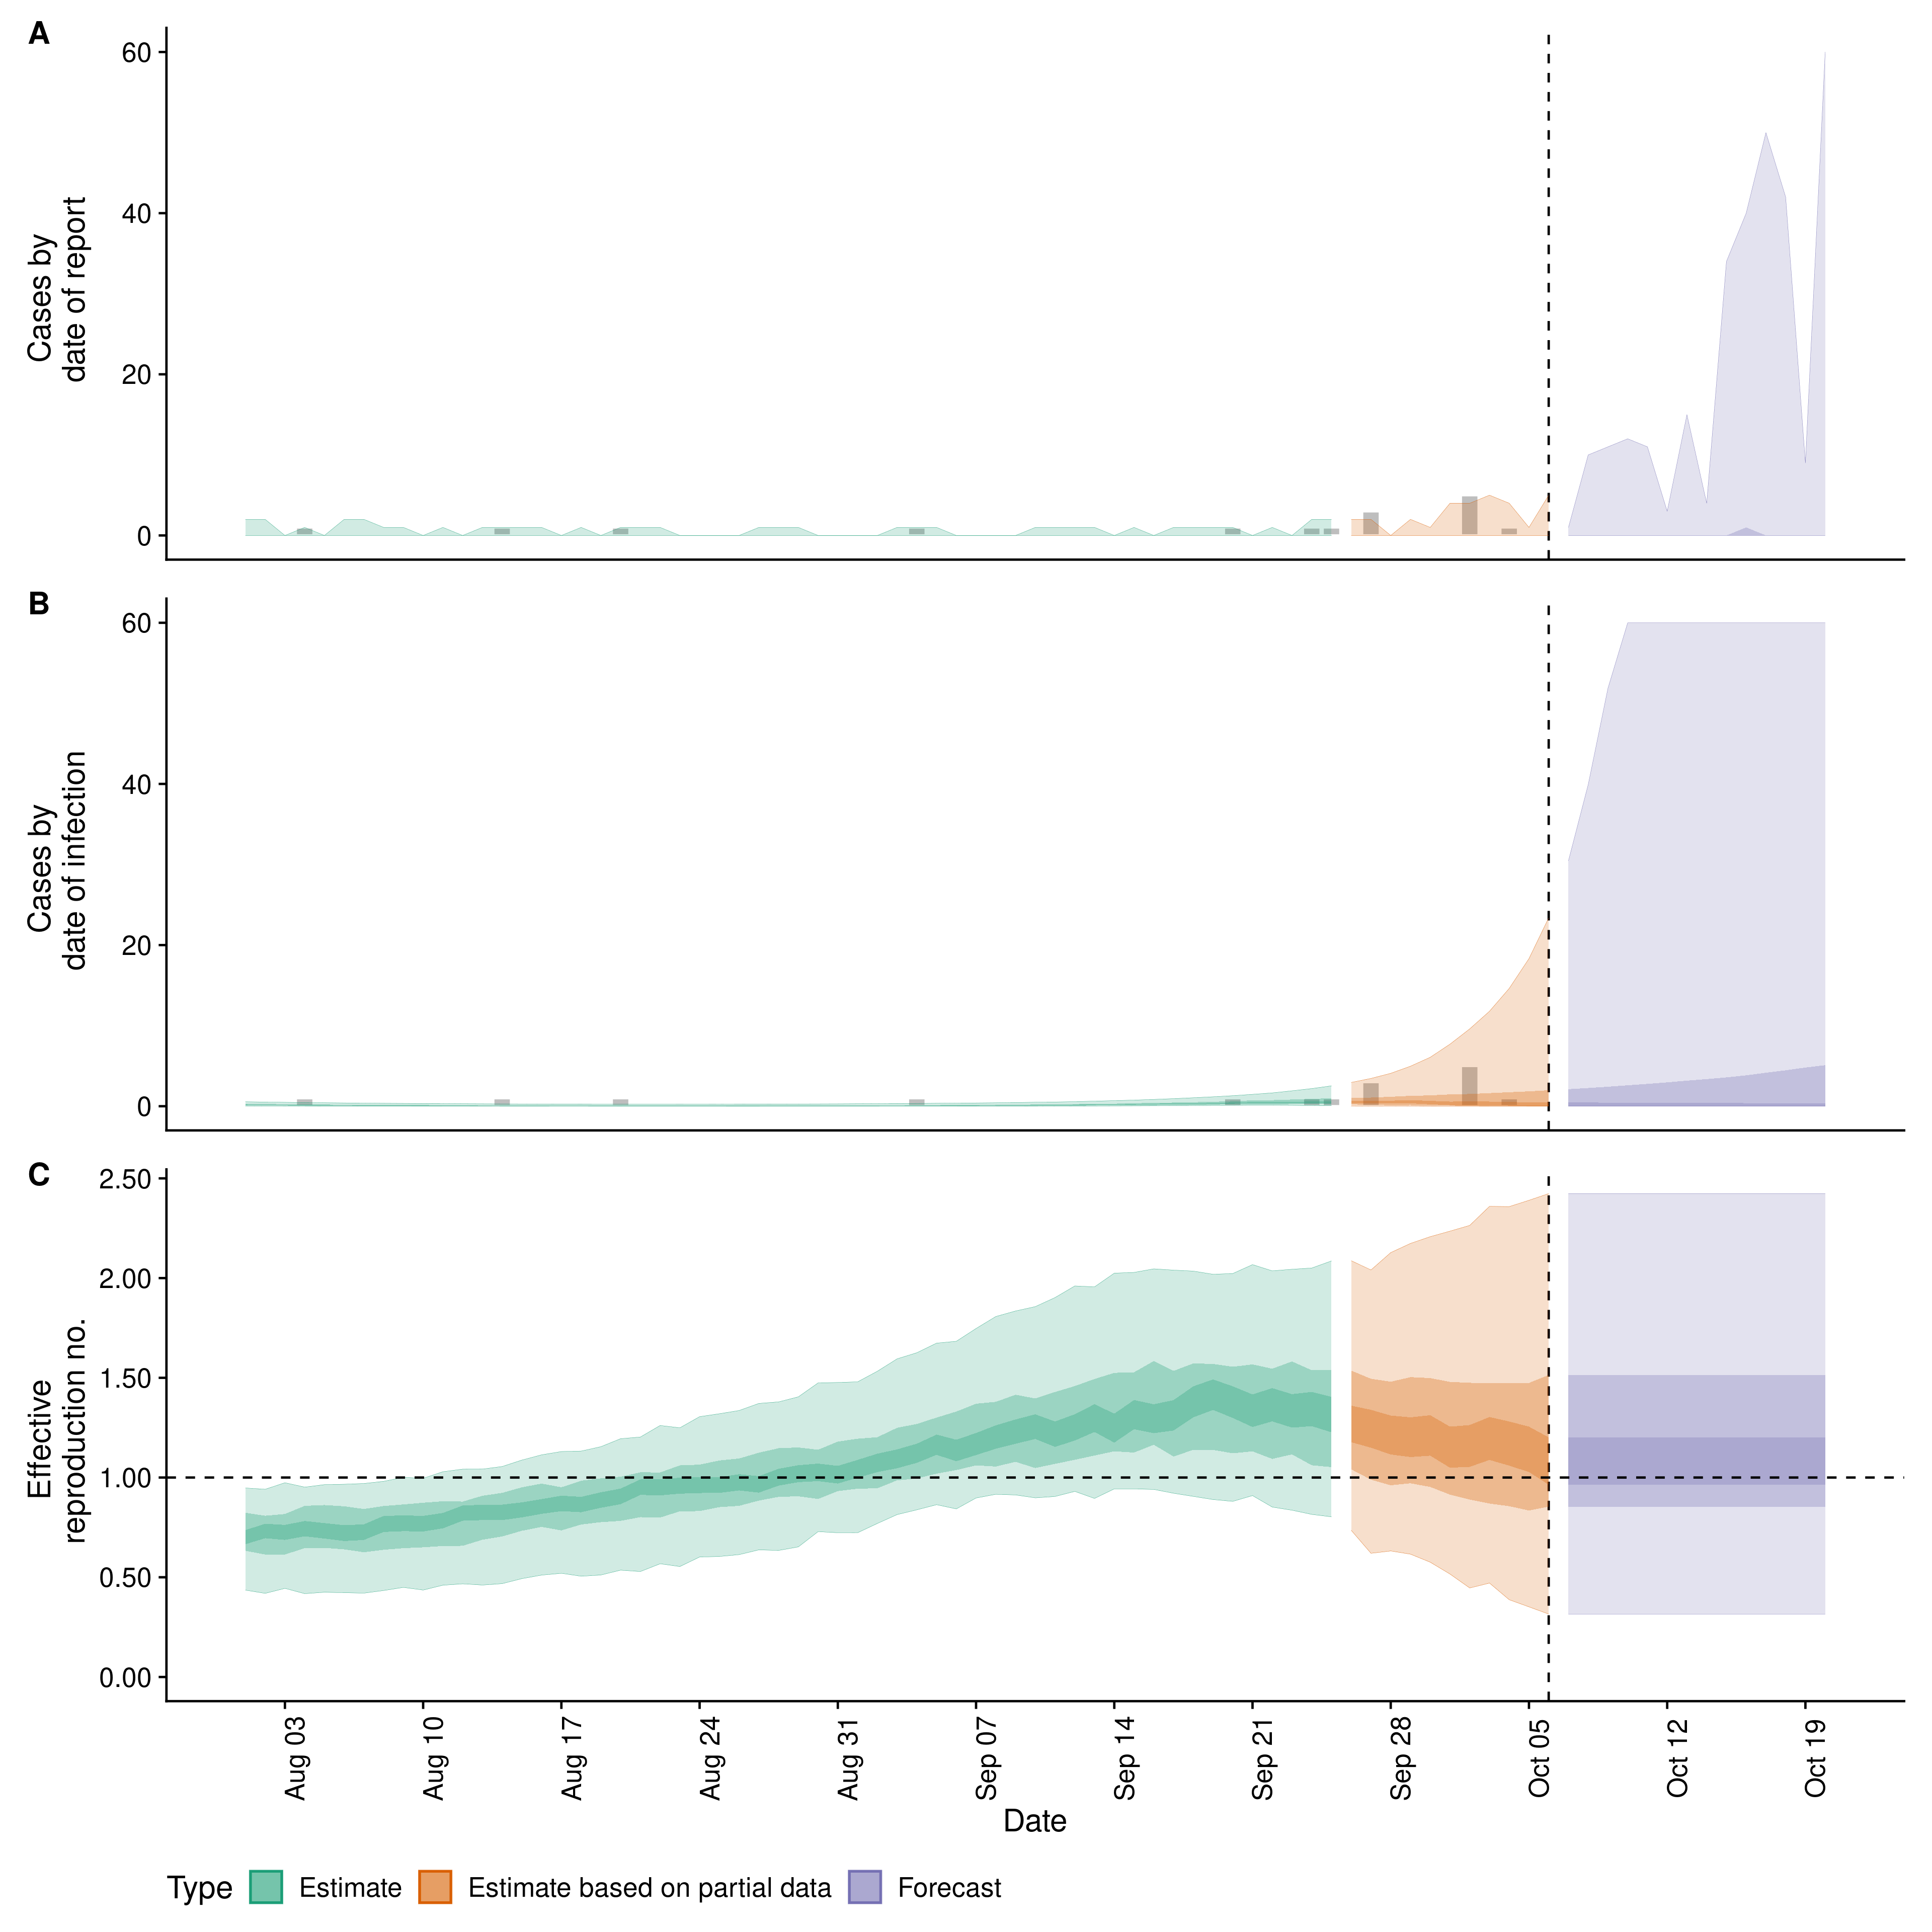 A
60
40
20
0
Cases by
date of report
B
60
40
20
0
Cases by
date of infection
C
2.50
2.00
1.50
1.00
0.50
0.00
Effective
reproduction no.
Aug 03
Aug 10
Aug 17
Aug 24
Aug 31
Sep 07
Sep 14
Sep 21
Sep 28
Oct 05
Oct 12
Oct 19
Date
Type Estimate Estimate based on partial data Forecast